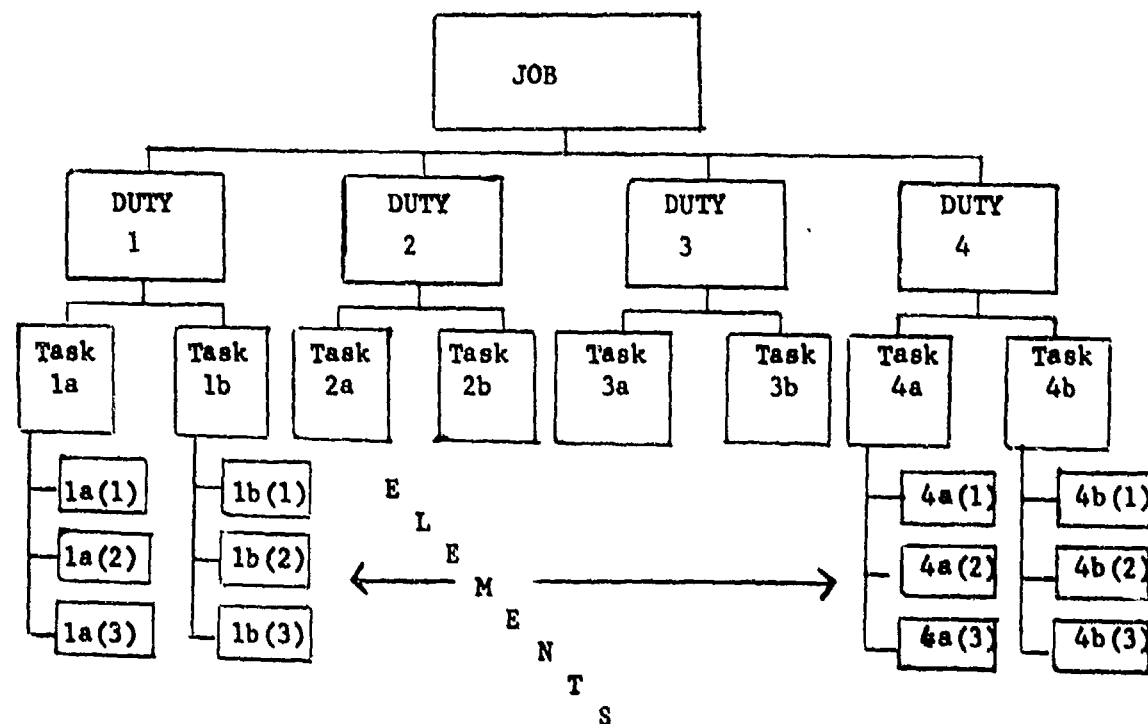 JOB
DUTY
1
DUTY
2
DUTY
3
DUTY
4
Task
1a
Task
1b
Task
2a
Task
2b
Task
3a
Task
3b
Task
4a
Task
4b
1a(1)
1a(2)
1a(3)
1b(1)
1b(2)
1b(3)
E
L
E
M
E
N
T
S
4a(1)
4a(2)
4a(3)
4b(1)
4b(2)
4b(3)